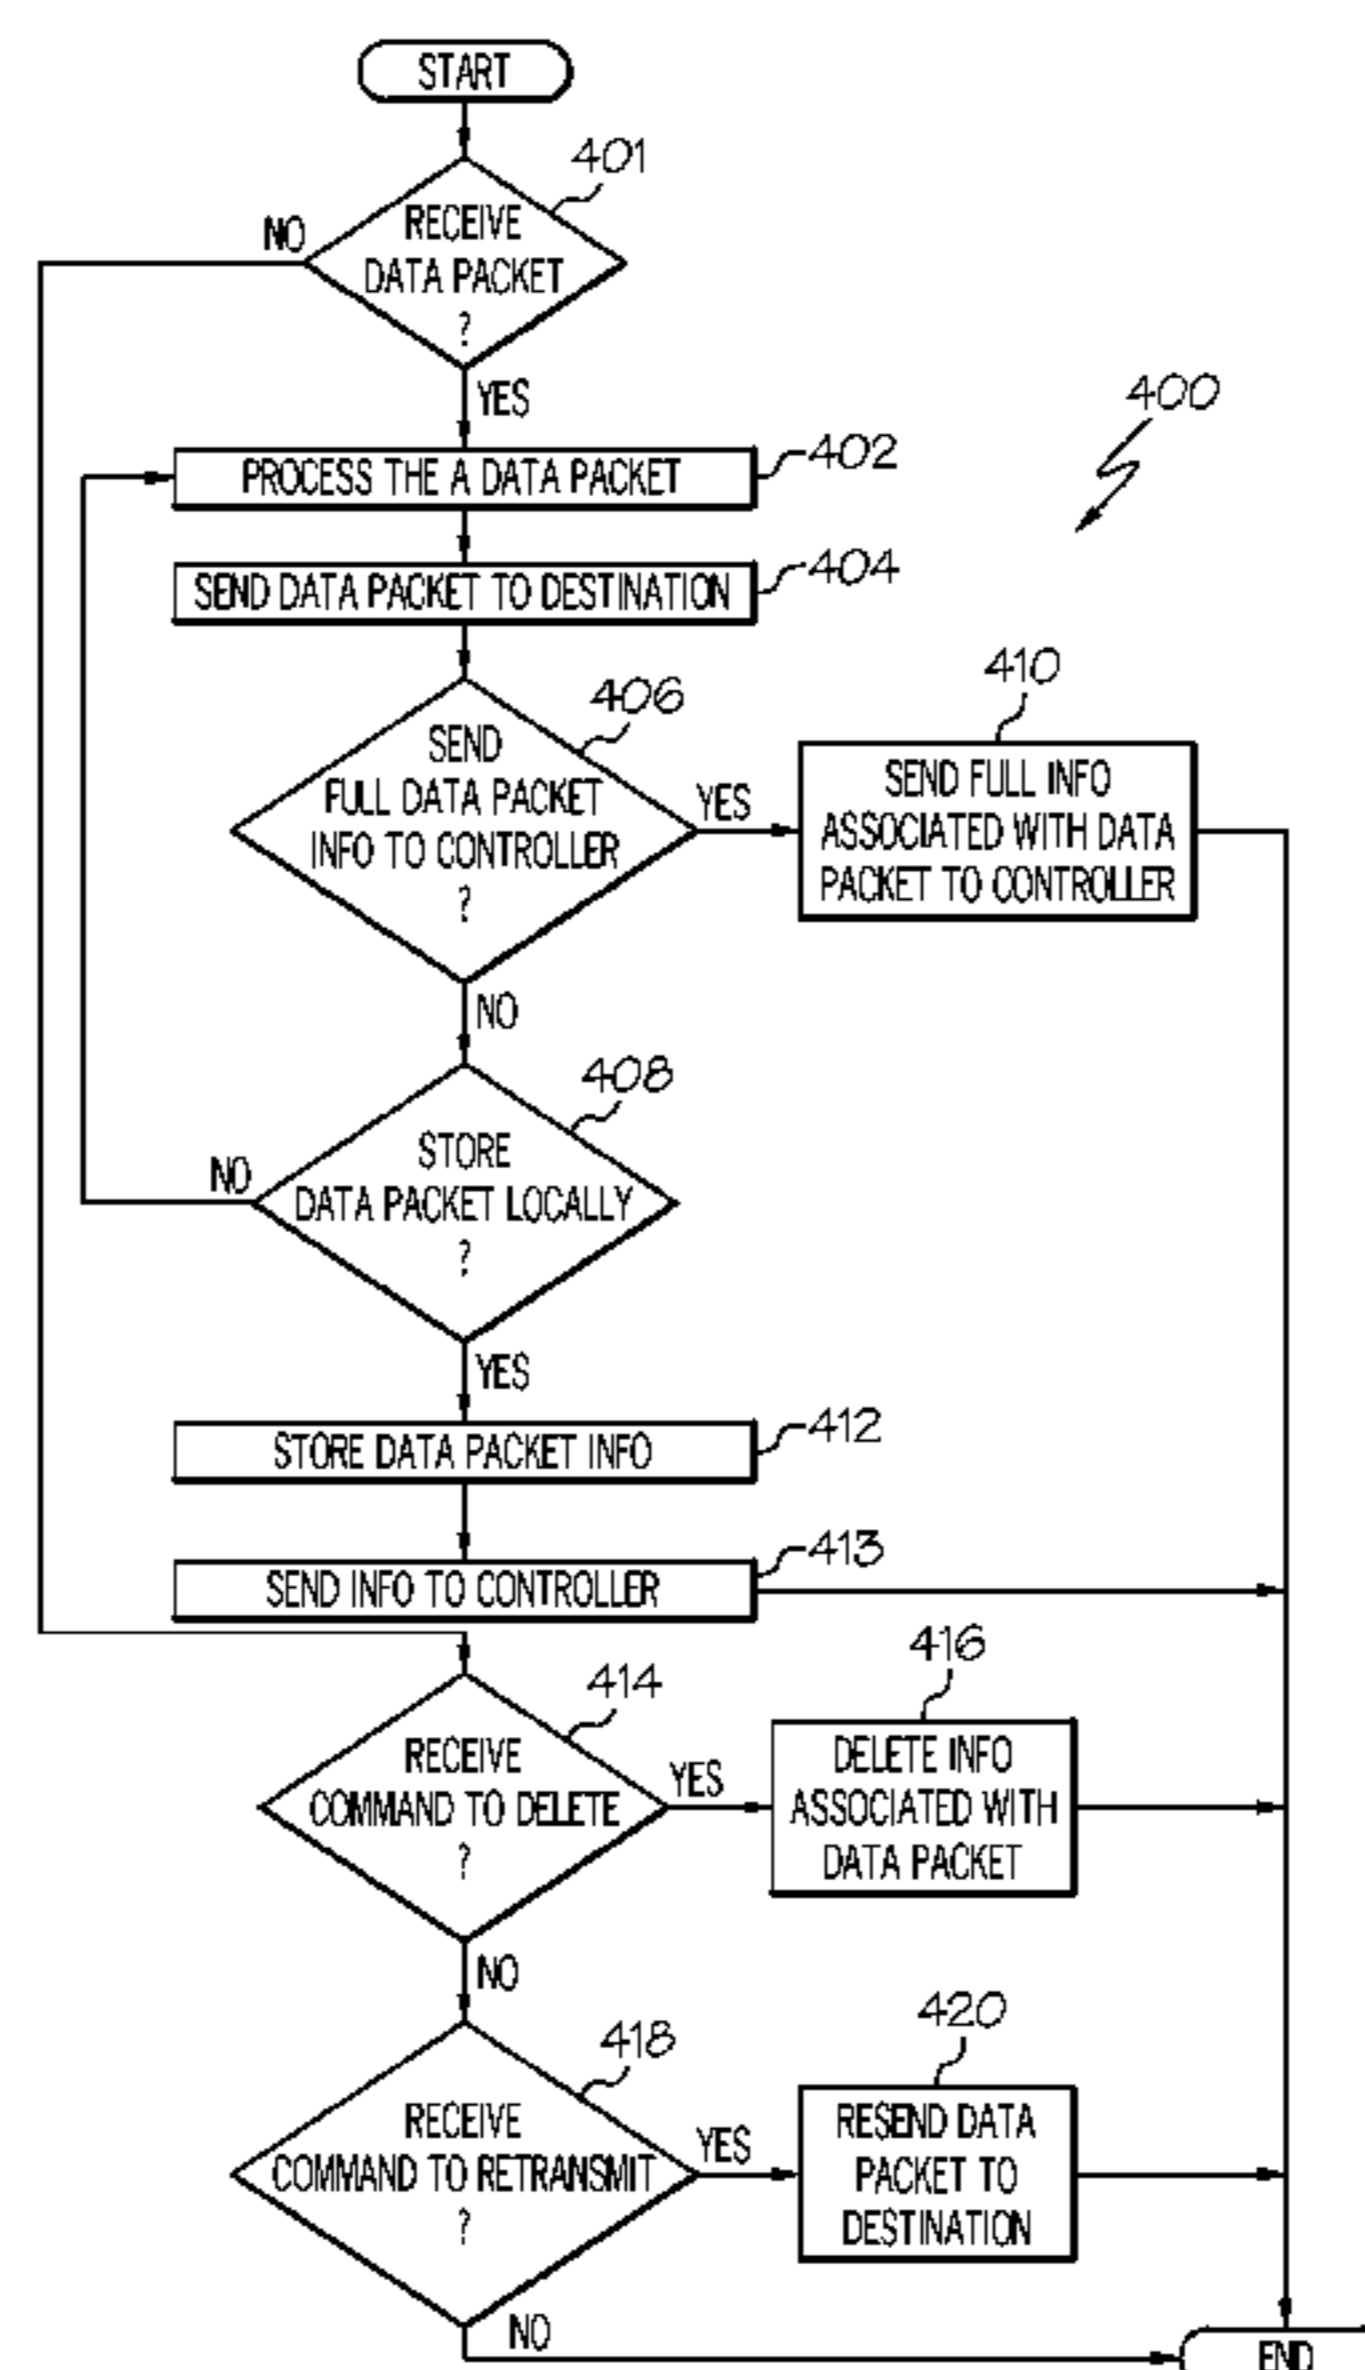 START
401
RECEIVE
DATA PACKET
?
NO
YES
400
PROCESS THE A DATA PACKET
402
SEND DATA PACKET TO DESTINATION
404
406
SEND
FULL DATA PACKET
INFO TO CONTROLLER
?
YES
410
SEND FULL INFO
ASSOCIATED WITH DATA
PACKET TO CONTROLLER
NO
408
STORE
DATA PACKET LOCALLY
?
NO
YES
STORE DATA PACKET INFO
412
SEND INFO TO CONTROLLER
413
414
RECEIVE
COMMAND TO DELETE
?
YES
416
DELETE INFO
ASSOCIATED WITH
DATA PACKET
NO
418
RECEIVE
COMMAND TO RETRANSMIT
?
YES
420
RESEND DATA
PACKET TO
DESTINATION
NO
END